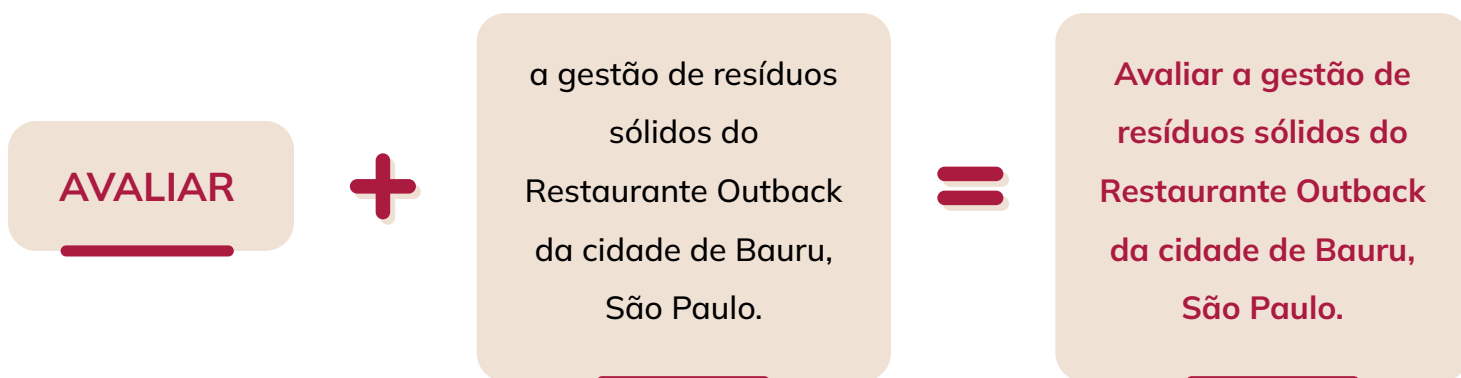 AVALIAR
a gestão de resíduos
sólidos do
Restaurante Outback
da cidade de Bauru,
São Paulo.
Avaliar a gestão de
resíduos sólidos do
Restaurante Outback
da cidade de Bauru,
São Paulo.